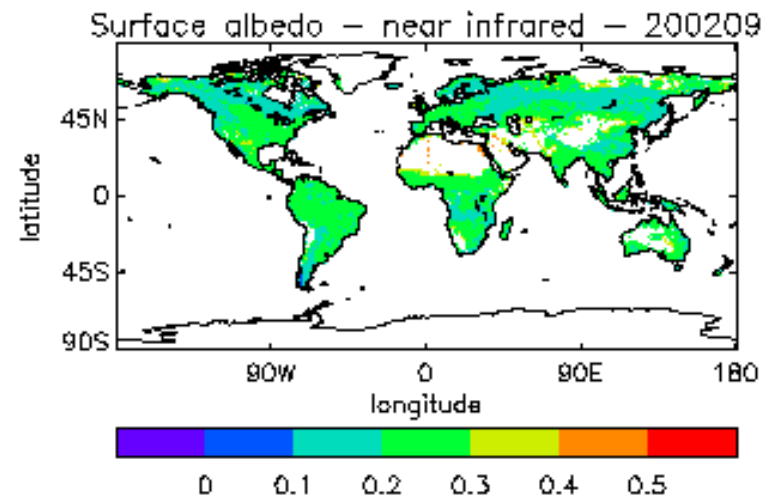 Surface albedo – near infrared – 200209
latitude
45N
0
45S
90S
90W 0 90E 180
longitude
0 0.1 0.2 0.3 0.4 0.5